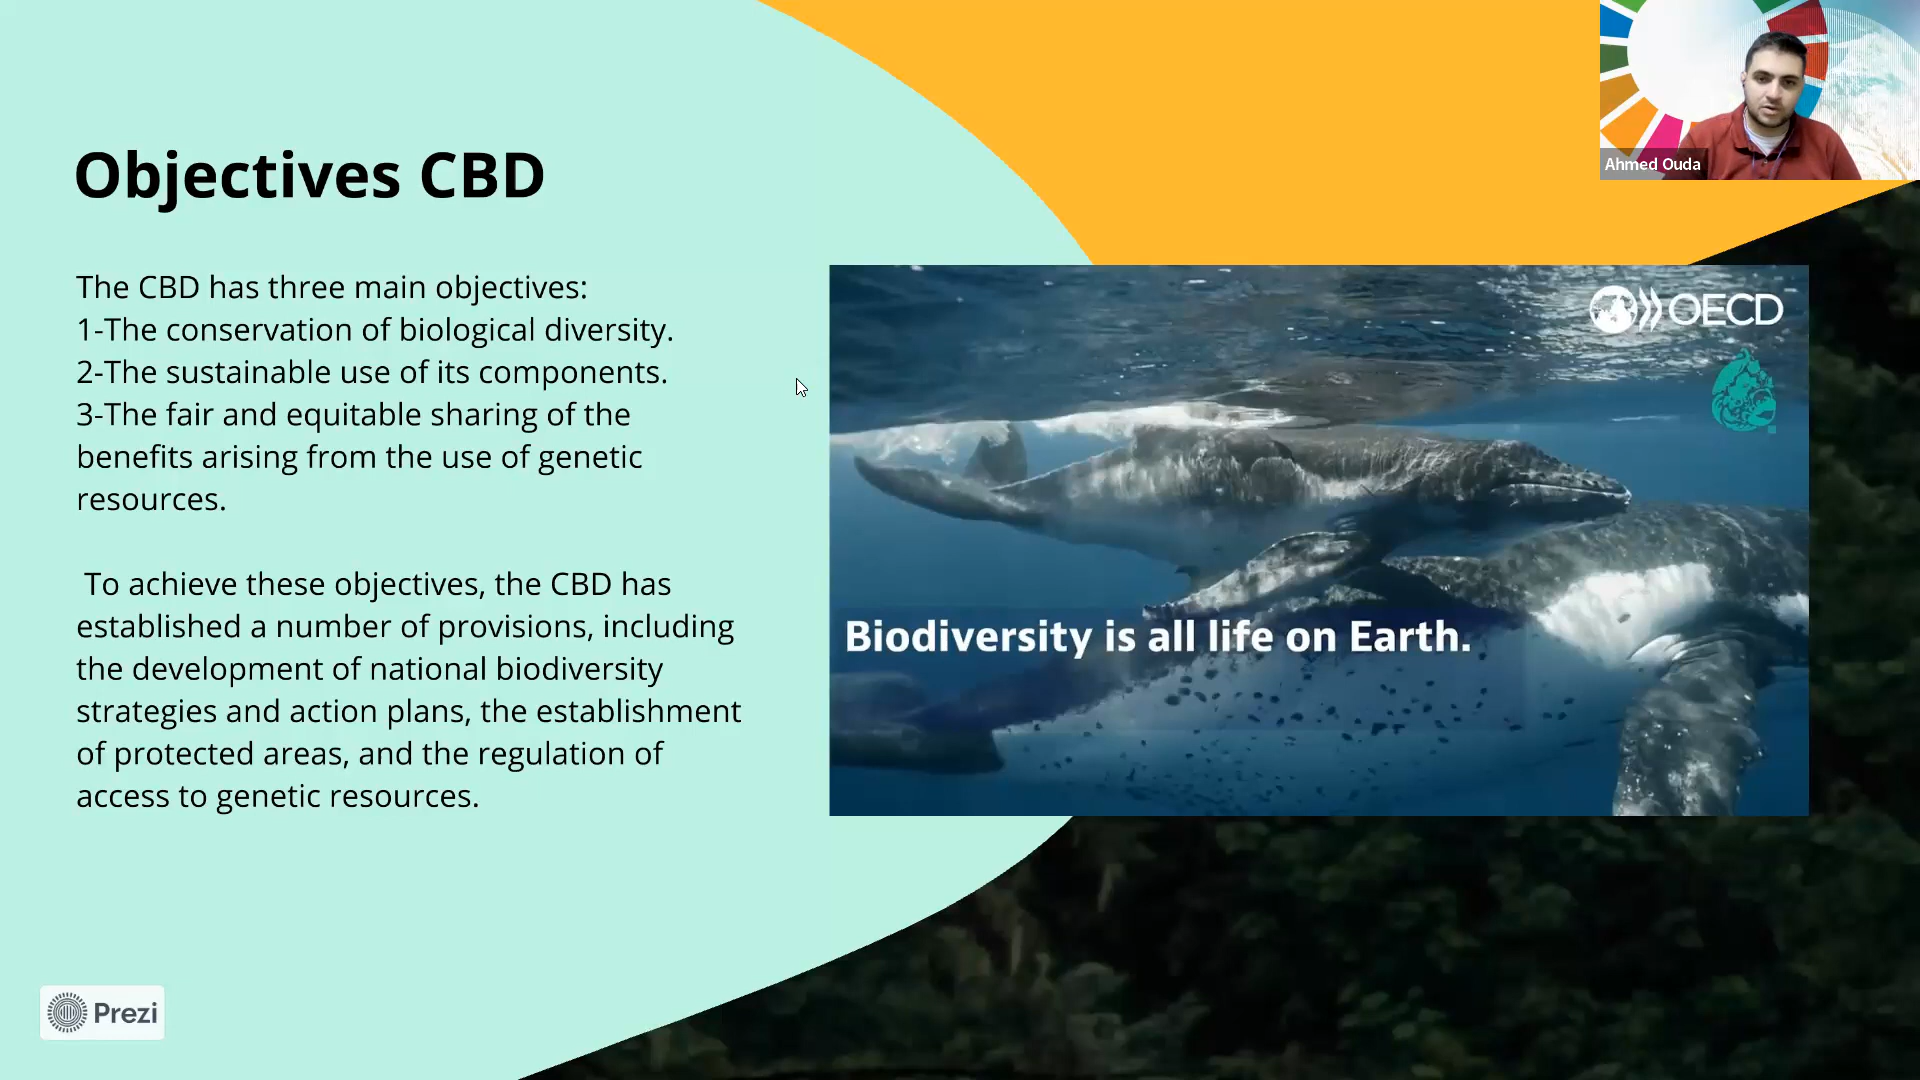 Objectives CBD
The CBD has three main objectives:
1-The conservation of biological diversity.
2-The sustainable use of its components.
3-The fair and equitable sharing of the
benefits arising from the use of genetic
resources.
To achieve these objectives, the CBD has
established a number of provisions, including
the development of national biodiversity
strategies and action plans, the establishment
of protected areas, and the regulation of
access to genetic resources.
Ahmed Ouda
OECD
Biodiversity is all life on Earth.
Prezi